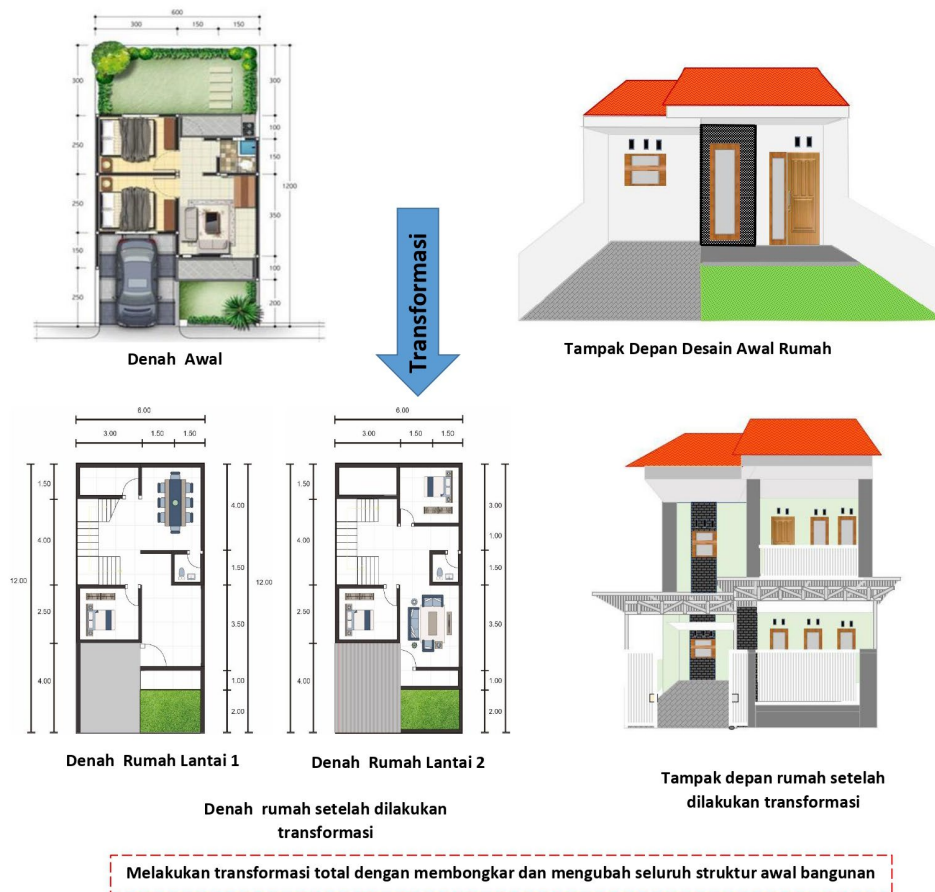 600
300 150 150
300
250
250
150
250
300
100
150
1200
350
100
200
Denah Awal
Transformasi
Tampak Depan Desain Awal Rumah
6.00
3.00 1.50 1.50
1.50
4.00
12.00
2.50
4.00
4.00
1.50
12.00
3.50
1.00
2.00
Denah Rumah Lantai 1
6.00
3.00 1.50 1.50
1.50
4.00
2.50
4.00
3.00
1.00
1.50
3.50
1.00
2.00
Denah Rumah Lantai 2
Denah rumah setelah dilakukan
transformasi
Tampak depan rumah setelah
dilakukan transformasi
Melakukan transformasi total dengan membongkar dan mengubah seluruh struktur awal bangunan